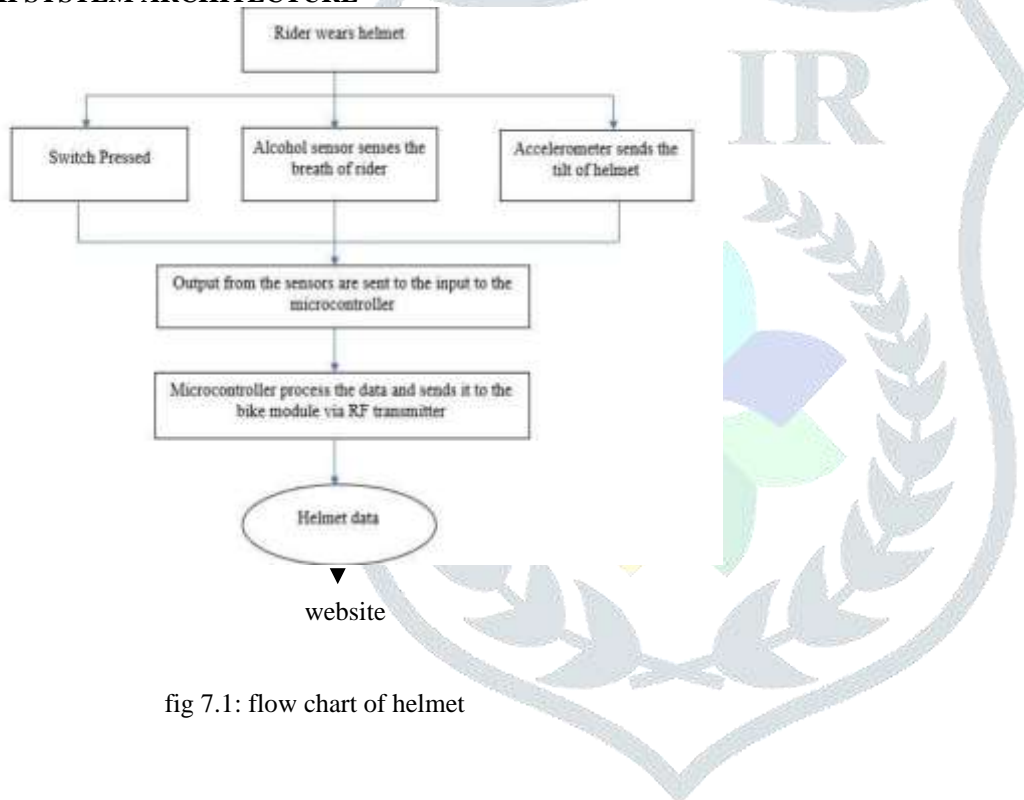 SYSTEM ARCHITECTURE
Rider wears helmet
Switch Pressed
Alcohol sensor senses the
breath of rider
Accelerometer sends the
tilt of helmet
Output from the sensors are sent to the input to the
microcontroller
Microcontroller process the data and sends it to the
bike module via RF transmitter
Helmet data
website
fig 7.1: flow chart of helmet
IR